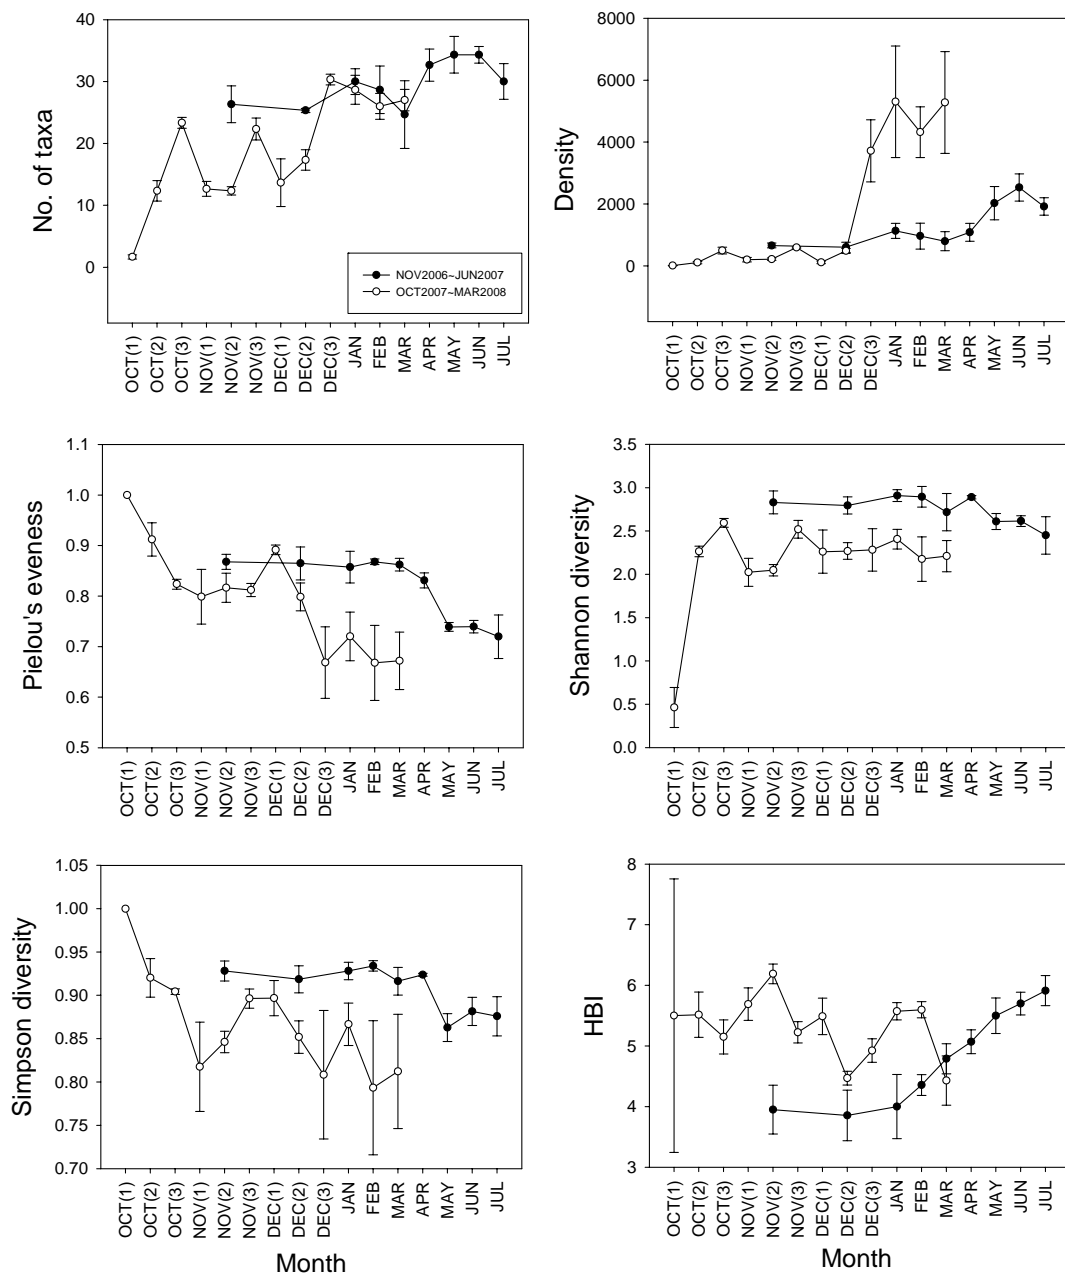 40
30
20
10
0
No. of taxa
NOV2006~JUN2007
OCT2007~MAR2008
OCT(1)
OCT(2)
OCT(3)
NOV(1)
NOV(2)
NOV(3)
DEC(1)
DEC(2)
DEC(3)
JAN
FEB
MAR
APR
MAY
JUN
JUL
8000
6000
4000
2000
0
Density
OCT(1)
OCT(2)
OCT(3)
NOV(1)
NOV(2)
NOV(3)
DEC(1)
DEC(2)
DEC(3)
JAN
FEB
MAR
APR
MAY
JUN
JUL
1.1
1.0
0.9
0.8
0.7
0.6
0.5
Pielou's eveness
OCT(1)
OCT(2)
OCT(3)
NOV(1)
NOV(2)
NOV(3)
DEC(1)
DEC(2)
DEC(3)
JAN
FEB
MAR
APR
MAY
JUN
JUL
3.5
3.0
2.5
2.0
1.5
1.0
0.5
0.0
Shannon diversity
OCT(1)
OCT(2)
OCT(3)
NOV(1)
NOV(2)
NOV(3)
DEC(1)
DEC(2)
DEC(3)
JAN
FEB
MAR
APR
MAY
JUN
JUL
1.05
1.00
0.95
0.90
0.85
0.80
0.75
0.70
Simpson diversity
OCT(1)
OCT(2)
OCT(3)
NOV(1)
NOV(2)
NOV(3)
DEC(1)
DEC(2)
DEC(3)
JAN
FEB
MAR
APR
MAY
JUN
JUL
Month
8
7
6
5
4
3
HBI
OCT(1)
OCT(2)
OCT(3)
NOV(1)
NOV(2)
NOV(3)
DEC(1)
DEC(2)
DEC(3)
JAN
FEB
MAR
APR
MAY
JUN
JUL
Month